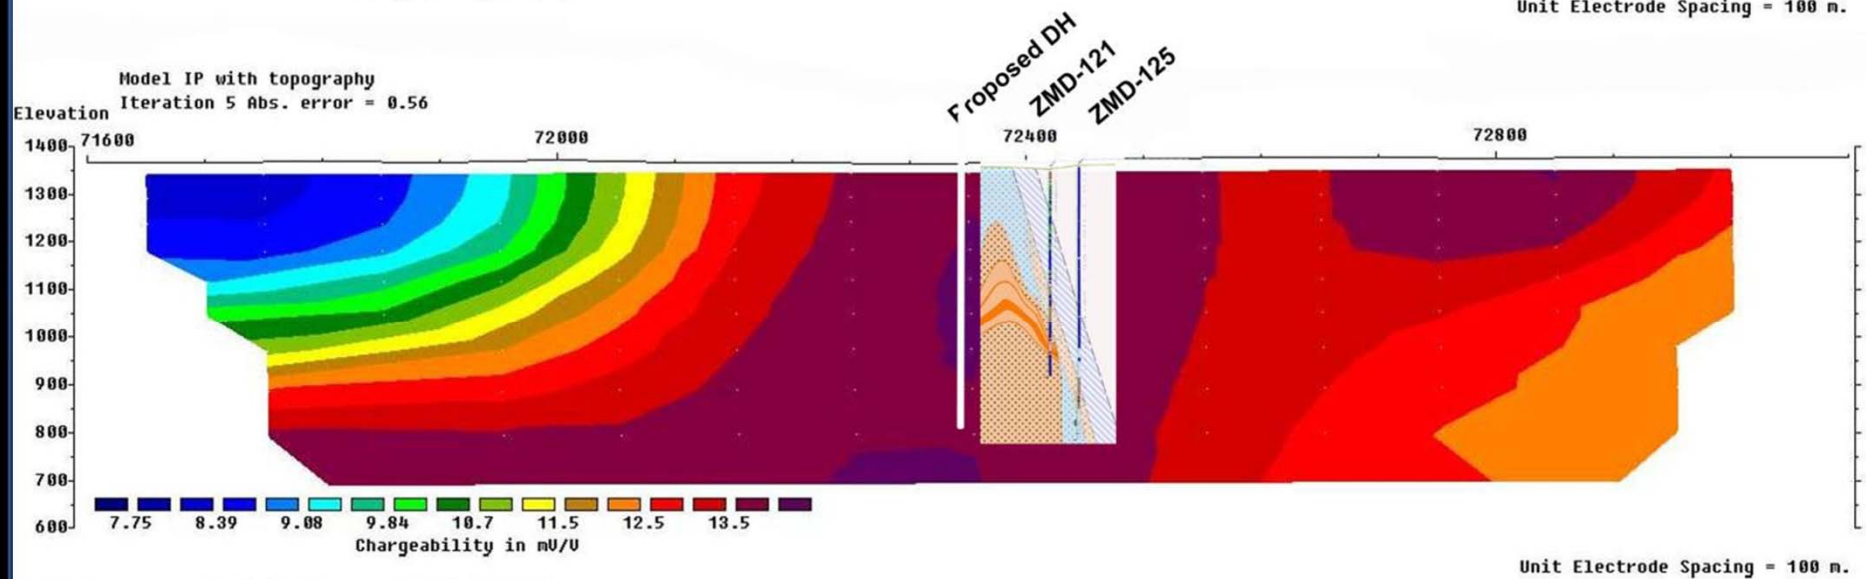 Unit Electrode Spacing = 100 m.
Proposed DH
ZMD-121
ZMD-125
Model IP with topography
Iteration 5 Abs. error = 0.56
Elevation
71600 72000 72400 72800
1400
1300
1200
1100
1000
900
800
700
600
7.75 8.39 9.08 9.84 10.7 11.5 12.5 13.5
Chargeability in mV/V
Unit Electrode Spacing = 100 m.